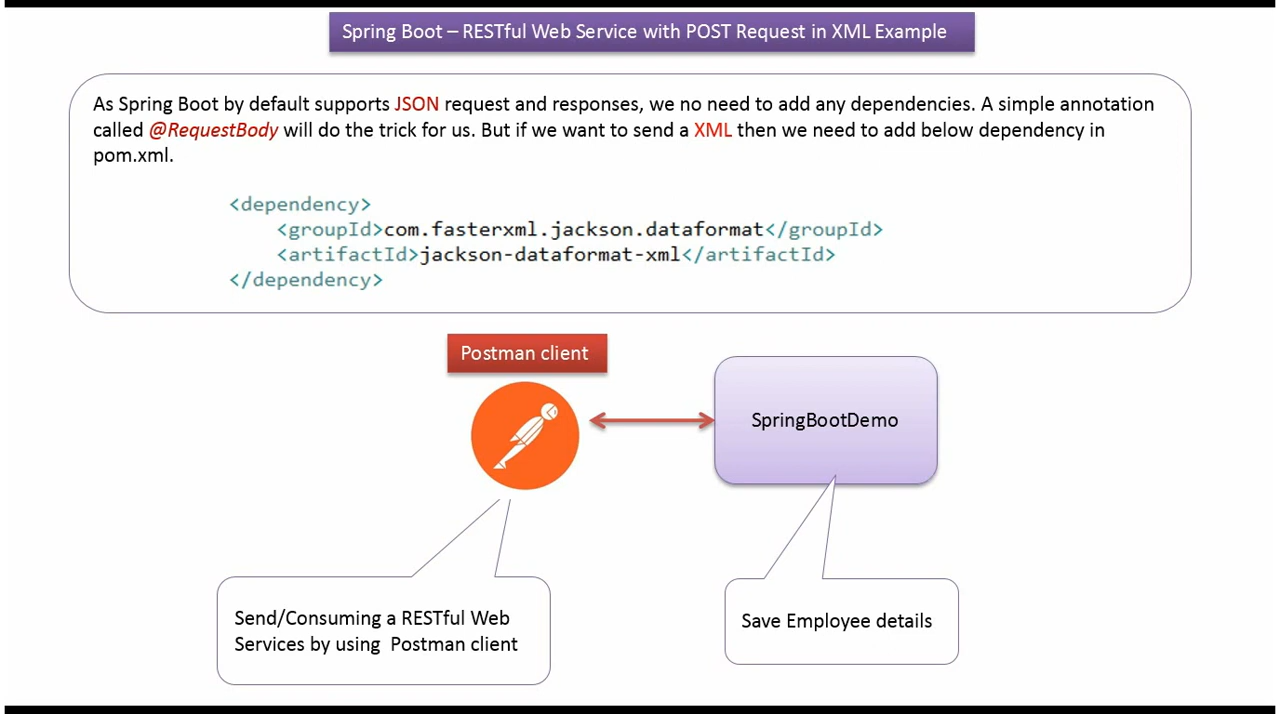 Spring Boot – RESTful Web Service with POST Request in XML Example
As Spring Boot by default supports JSON request and responses, we no need to add any dependencies. A simple annotation
called @RequestBody will do the trick for us. But if we want to send a XML then we need to add below dependency in
pom.xml.
<dependency>
    <groupId>com.fasterxml.jackson.dataformat</groupId>
    <artifactId>jackson-dataformat-xml</artifactId>
</dependency>
Postman client
SpringBootDemo
Send/Consuming a RESTful Web
Services by using  Postman client
Save Employee details